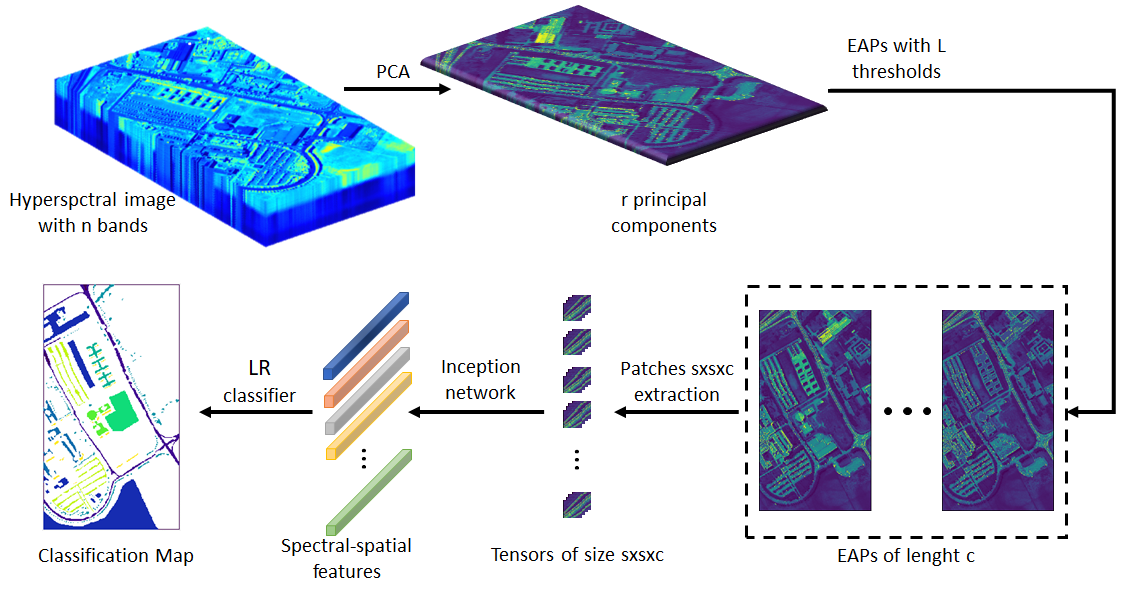 PCA
EAPs with L
thresholds
Hyperspctral image
with n bands
r principal
components
LR
classifier
Inception
network
Patches sxsxc
extraction
Classification Map
Spectral-spatial
features
Tensors of size sxsxc
EAPs of lenght c